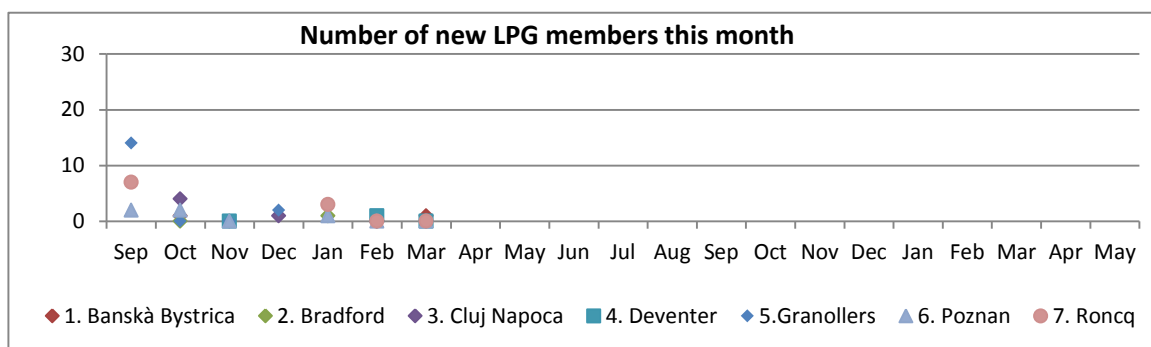 Number of new LPG members this month
30
20
10
0
Sep Oct Nov Dec Jan Feb Mar Apr May Jun Jul Aug Sep Oct Nov Dec Jan Feb Mar Apr May
1. Banskà Bystrica 2. Bradford 3. Cluj Napoca 4. Deventer 5.Granollers 6. Poznan 7. Roncq